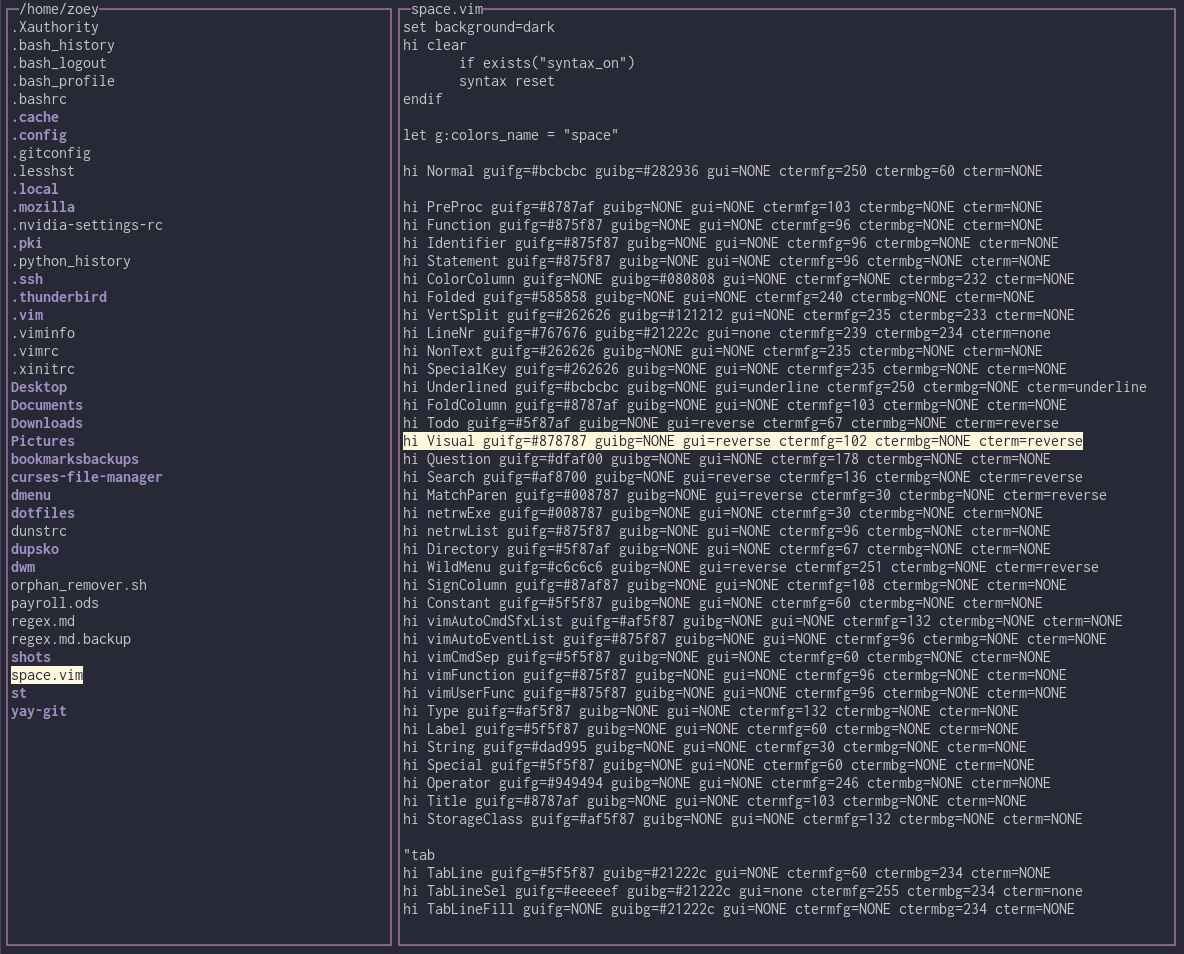 /home/zoey
.Xauthority
.bash_history
.bash_logout
.bash_profile
.bashrc
.cache
.config
.gitconfig
.lesshst
.local
.mozilla
.nvidia-settings-rc
.pki
.python_history
.ssh
.thunderbird
.vim
.viminfo
.vimrc
.xinitrc
Desktop
Documents
Downloads
Pictures
bookmarksbackups
curses-file-manager
dmenu
dotfiles
dunstrc
dupsko
dwm
orphan_remover.sh
payroll.ods
regex.md
regex.md.backup
shots
space.vim
st
yay-git
space.vim
set background=dark
hi clear
        if exists("syntax_on")
        syntax reset
endif

let g:colors_name = "space"

hi Normal guifg=#bcbcbc guibg=#282936 gui=NONE ctermfg=250 ctermbg=60 cterm=NONE

hi PreProc guifg=#8787af guibg=NONE gui=NONE ctermfg=103 ctermbg=NONE cterm=NONE
hi Function guifg=#875f87 guibg=NONE gui=NONE ctermfg=96 ctermbg=NONE cterm=NONE
hi Identifier guifg=#875f87 guibg=NONE gui=NONE ctermfg=96 ctermbg=NONE cterm=NONE
hi Statement guifg=#875f87 guibg=NONE gui=NONE ctermfg=96 ctermbg=NONE cterm=NONE
hi ColorColumn guifg=NONE guibg=#080808 gui=NONE ctermfg=NONE ctermbg=232 cterm=NONE
hi Folded guifg=#585858 guibg=NONE gui=NONE ctermfg=240 ctermbg=NONE cterm=NONE
hi VertSplit guifg=#262626 guibg=#121212 gui=NONE ctermfg=235 ctermbg=233 cterm=NONE
hi LineNr guifg=#767676 guibg=#21222c gui=none ctermfg=239 ctermbg=234 cterm=none
hi NonText guifg=#262626 guibg=NONE gui=NONE ctermfg=235 ctermbg=NONE cterm=NONE
hi SpecialKey guifg=#262626 guibg=NONE gui=NONE ctermfg=235 ctermbg=NONE cterm=NONE
hi Underlined guifg=#bcbcbc guibg=NONE gui=underline ctermfg=250 ctermbg=NONE cterm=underline
hi FoldColumn guifg=#8787af guibg=NONE gui=NONE ctermfg=103 ctermbg=NONE cterm=NONE
hi Todo guifg=#5f87af guibg=NONE gui=reverse ctermfg=67 ctermbg=NONE cterm=reverse
hi Visual guifg=#878787 guibg=NONE gui=reverse ctermfg=102 ctermbg=NONE cterm=reverse
hi Question guifg=#dfaf00 guibg=NONE gui=NONE ctermfg=178 ctermbg=NONE cterm=NONE
hi Search guifg=#af8700 guibg=NONE gui=reverse ctermfg=136 ctermbg=NONE cterm=reverse
hi MatchParen guifg=#008787 guibg=NONE gui=reverse ctermfg=30 ctermbg=NONE cterm=reverse
hi netrwExe guifg=#008787 guibg=NONE gui=NONE ctermfg=30 ctermbg=NONE cterm=NONE
hi netrwList guifg=#875f87 guibg=NONE gui=NONE ctermfg=96 ctermbg=NONE cterm=NONE
hi Directory guifg=#5f87af guibg=NONE gui=NONE ctermfg=67 ctermbg=NONE cterm=NONE
hi WildMenu guifg=#c6c6c6 guibg=NONE gui=reverse ctermfg=251 ctermbg=NONE cterm=reverse
hi SignColumn guifg=#87af87 guibg=NONE gui=NONE ctermfg=108 ctermbg=NONE cterm=NONE
hi Constant guifg=#5f5f87 guibg=NONE gui=NONE ctermfg=60 ctermbg=NONE cterm=NONE
hi vimAutoCmdSfxList guifg=#af5f87 guibg=NONE gui=NONE ctermfg=132 ctermbg=NONE cterm=NONE
hi vimAutoEventList guifg=#875f87 guibg=NONE gui=NONE ctermfg=96 ctermbg=NONE cterm=NONE
hi vimCmdSep guifg=#5f5f87 guibg=NONE gui=NONE ctermfg=60 ctermbg=NONE cterm=NONE
hi vimFunction guifg=#875f87 guibg=NONE gui=NONE ctermfg=96 ctermbg=NONE cterm=NONE
hi vimUserFunc guifg=#875f87 guibg=NONE gui=NONE ctermfg=96 ctermbg=NONE cterm=NONE
hi Type guifg=#af5f87 guibg=NONE gui=NONE ctermfg=132 ctermbg=NONE cterm=NONE
hi Label guifg=#5f5f87 guibg=NONE gui=NONE ctermfg=60 ctermbg=NONE cterm=NONE
hi String guifg=#dad995 guibg=NONE gui=NONE ctermfg=30 ctermbg=NONE cterm=NONE
hi Special guifg=#5f5f87 guibg=NONE gui=NONE ctermfg=60 ctermbg=NONE cterm=NONE
hi Operator guifg=#949494 guibg=NONE gui=NONE ctermfg=246 ctermbg=NONE cterm=NONE
hi Title guifg=#8787af guibg=NONE gui=NONE ctermfg=103 ctermbg=NONE cterm=NONE
hi StorageClass guifg=#af5f87 guibg=NONE gui=NONE ctermfg=132 ctermbg=NONE cterm=NONE

"tab
hi TabLine guifg=#5f5f87 guibg=#21222c gui=NONE ctermfg=60 ctermbg=234 cterm=NONE
hi TabLineSel guifg=#eeeeef guibg=#21222c gui=none ctermfg=255 ctermbg=234 cterm=none
hi TabLineFill guifg=NONE guibg=#21222c gui=NONE ctermfg=NONE ctermbg=234 cterm=NONE